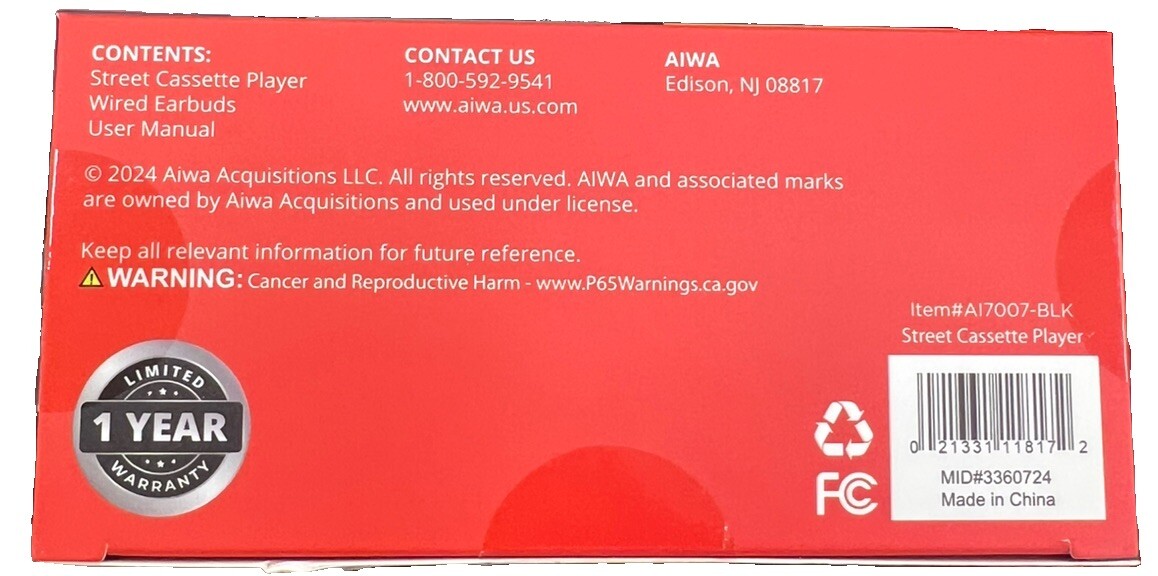 CONTENTS:
Street Cassette Player
Wired Earbuds
User Manual
CONTACT US
1-800-592-9541
www.aiwa.us.com
AIWA
Edison, NJ 08817
© 2024 Aiwa Acquisitions LLC. All rights reserved. AIWA and associated marks
are owned by Aiwa Acquisitions and used under license.
Keep all relevant information for future reference.
WARNING: Cancer and Reproductive Harm - www.P65Warnings.ca.gov
LIMITED
1 YEAR
WARRANTY
Item#AI7007-BLK
Street Cassette Player
0 21331 11817 2
MID#3360724
Made in China
FC